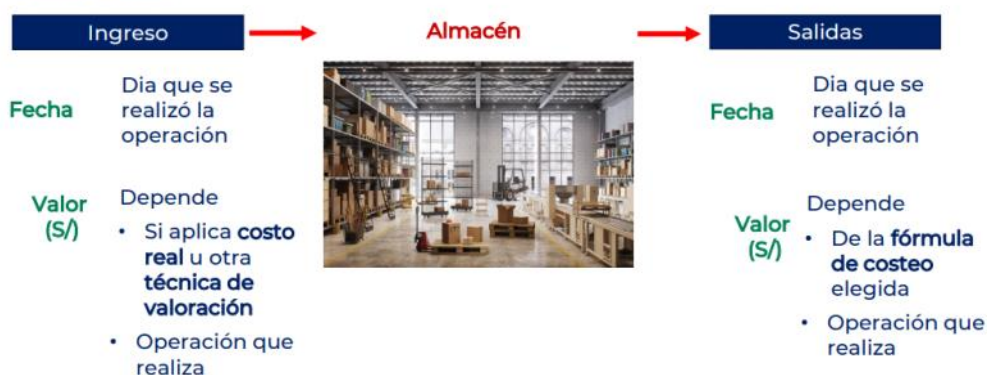 Ingreso
Almacén
Salidas
Fecha
Dia que se
realizó la
operación
Valor
(S/)
Depende
• Si aplica costo
real u otra
técnica de
valoración
• Operación que
realiza
Fecha
Dia que se
realizó la
operación
Valor
(S/)
Depende
• De la fórmula
de costeo
elegida
• Operación que
realiza